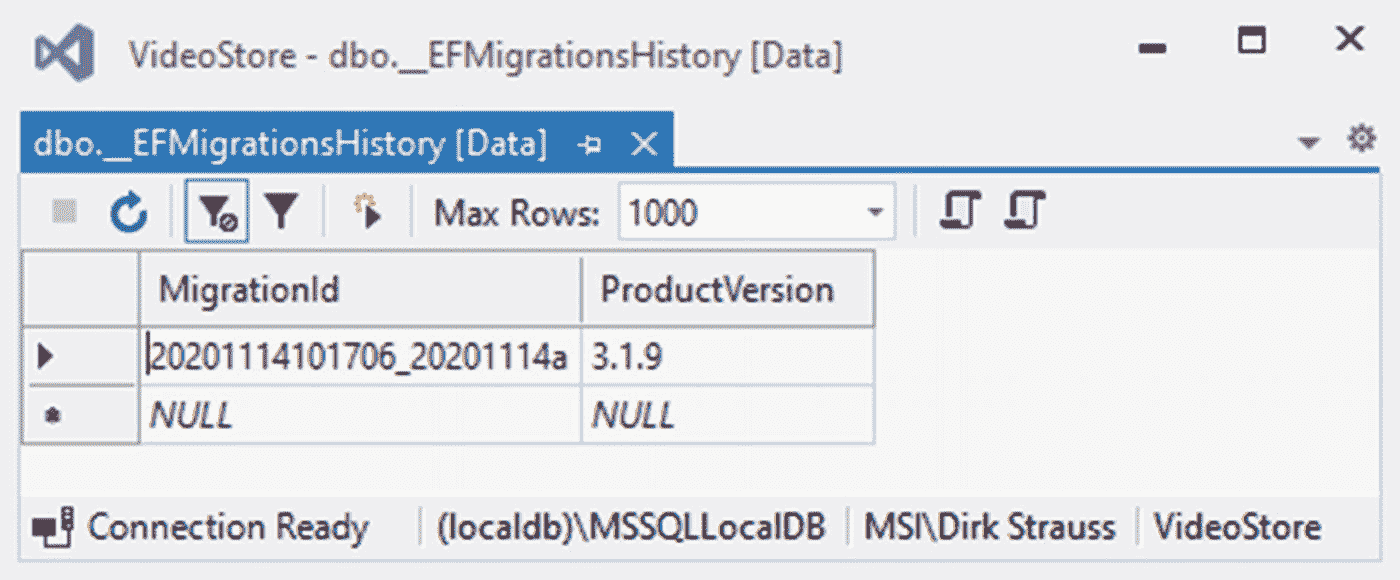 VideoStore - dbo.__EFMigrationsHistory [Data]
dbo.__EFMigrationsHistory [Data]
Max Rows: 1000
MigrationId ProductVersion
20201114101706_20201114a 3.1.9
NULL NULL
Connection Ready (localdb)\MSSQLLocalDB MSI\Dirk Strauss VideoStore